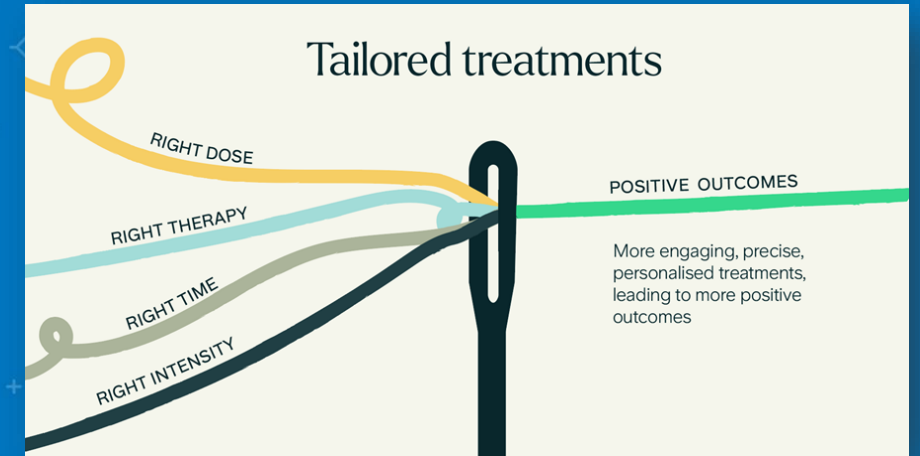 Tailored treatments
RIGHT DOSE
RIGHT THERAPY
RIGHT TIME
RIGHT INTENSITY
POSITIVE OUTCOMES
More engaging, precise,
personalised treatments,
leading to more positive
outcomes